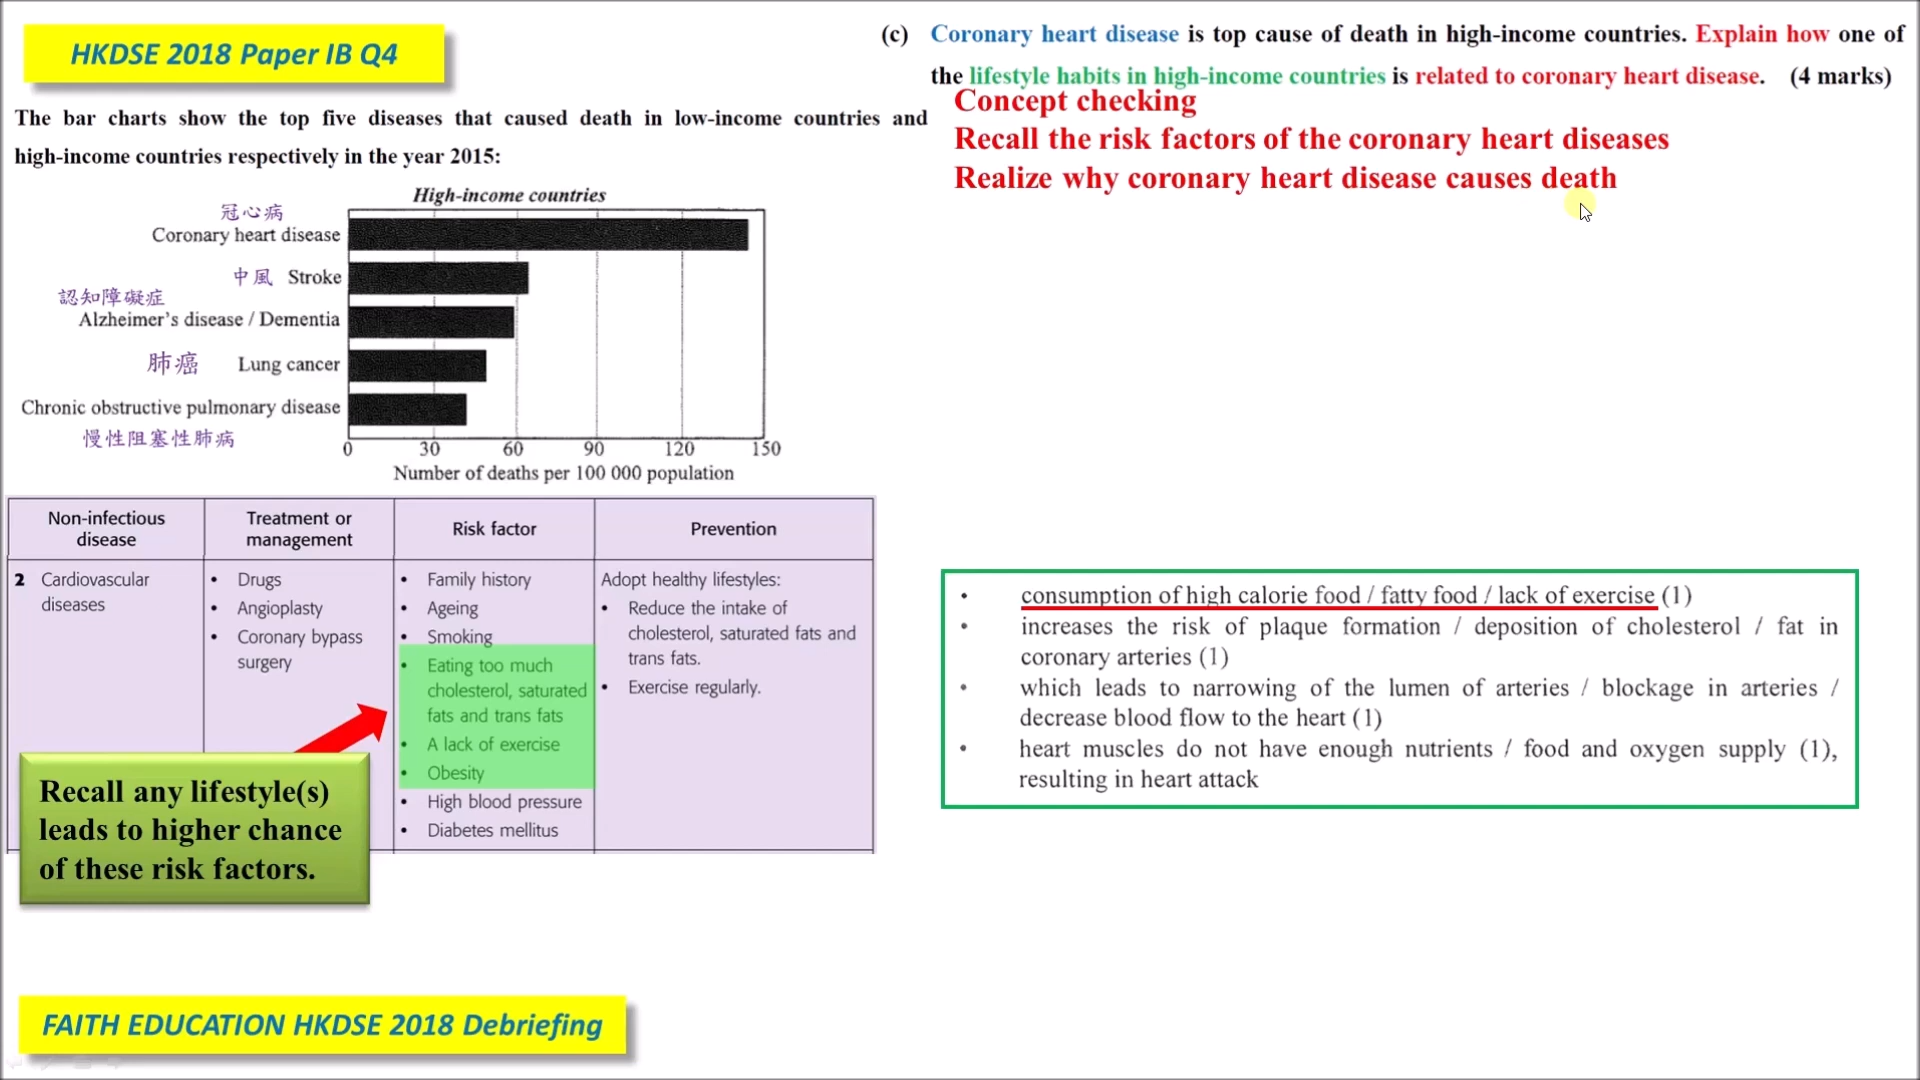 HKDSE 2018 Paper IB Q4
The bar charts show the top five diseases that caused death in low-income countries and
high-income countries respectively in the year 2015:
High-income countries
冠心病
Coronary heart disease
中風 Stroke
認知障礙症
Alzheimer's disease / Dementia
肺癌 Lung cancer
Chronic obstructive pulmonary disease
慢性阻塞性肺病
0 30 60 90 120 150
Number of deaths per 100 000 population
Non-infectious disease
Treatment or management
Risk factor
Prevention
2 Cardiovascular
diseases
• Drugs
• Angioplasty
• Coronary bypass
surgery
• Family history
• Ageing
• Smoking
• Eating too much
cholesterol, saturated
fats and trans fats
• A lack of exercise
• Obesity
• High blood pressure
• Diabetes mellitus
Adopt healthy lifestyles:
• Reduce the intake of
cholesterol, saturated fats and
trans fats.
• Exercise regularly.
Recall any lifestyle(s)
leads to higher chance
of these risk factors.
FAITH EDUCATION HKDSE 2018 Debriefing
(c) Coronary heart disease is top cause of death in high-income countries. Explain how one of
the lifestyle habits in high-income countries is related to coronary heart disease. (4 marks)
Concept checking
Recall the risk factors of the coronary heart diseases
Realize why coronary heart disease causes death
• consumption of high calorie food / fatty food / lack of exercise (1)
• increases the risk of plaque formation / deposition of cholesterol / fat in
coronary arteries (1)
• which leads to narrowing of the lumen of arteries / blockage in arteries /
decrease blood flow to the heart (1)
• heart muscles do not have enough nutrients / food and oxygen supply (1),
resulting in heart attack